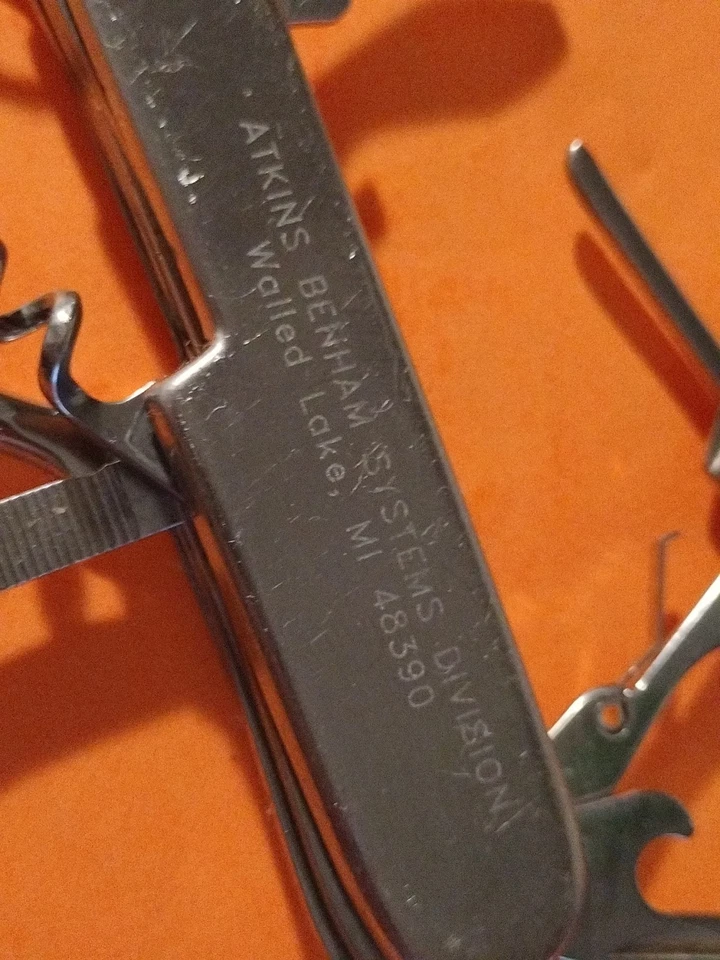 ATKINS BENHAM SYSTEMS DIVISION
Walled Lake, MI 48390